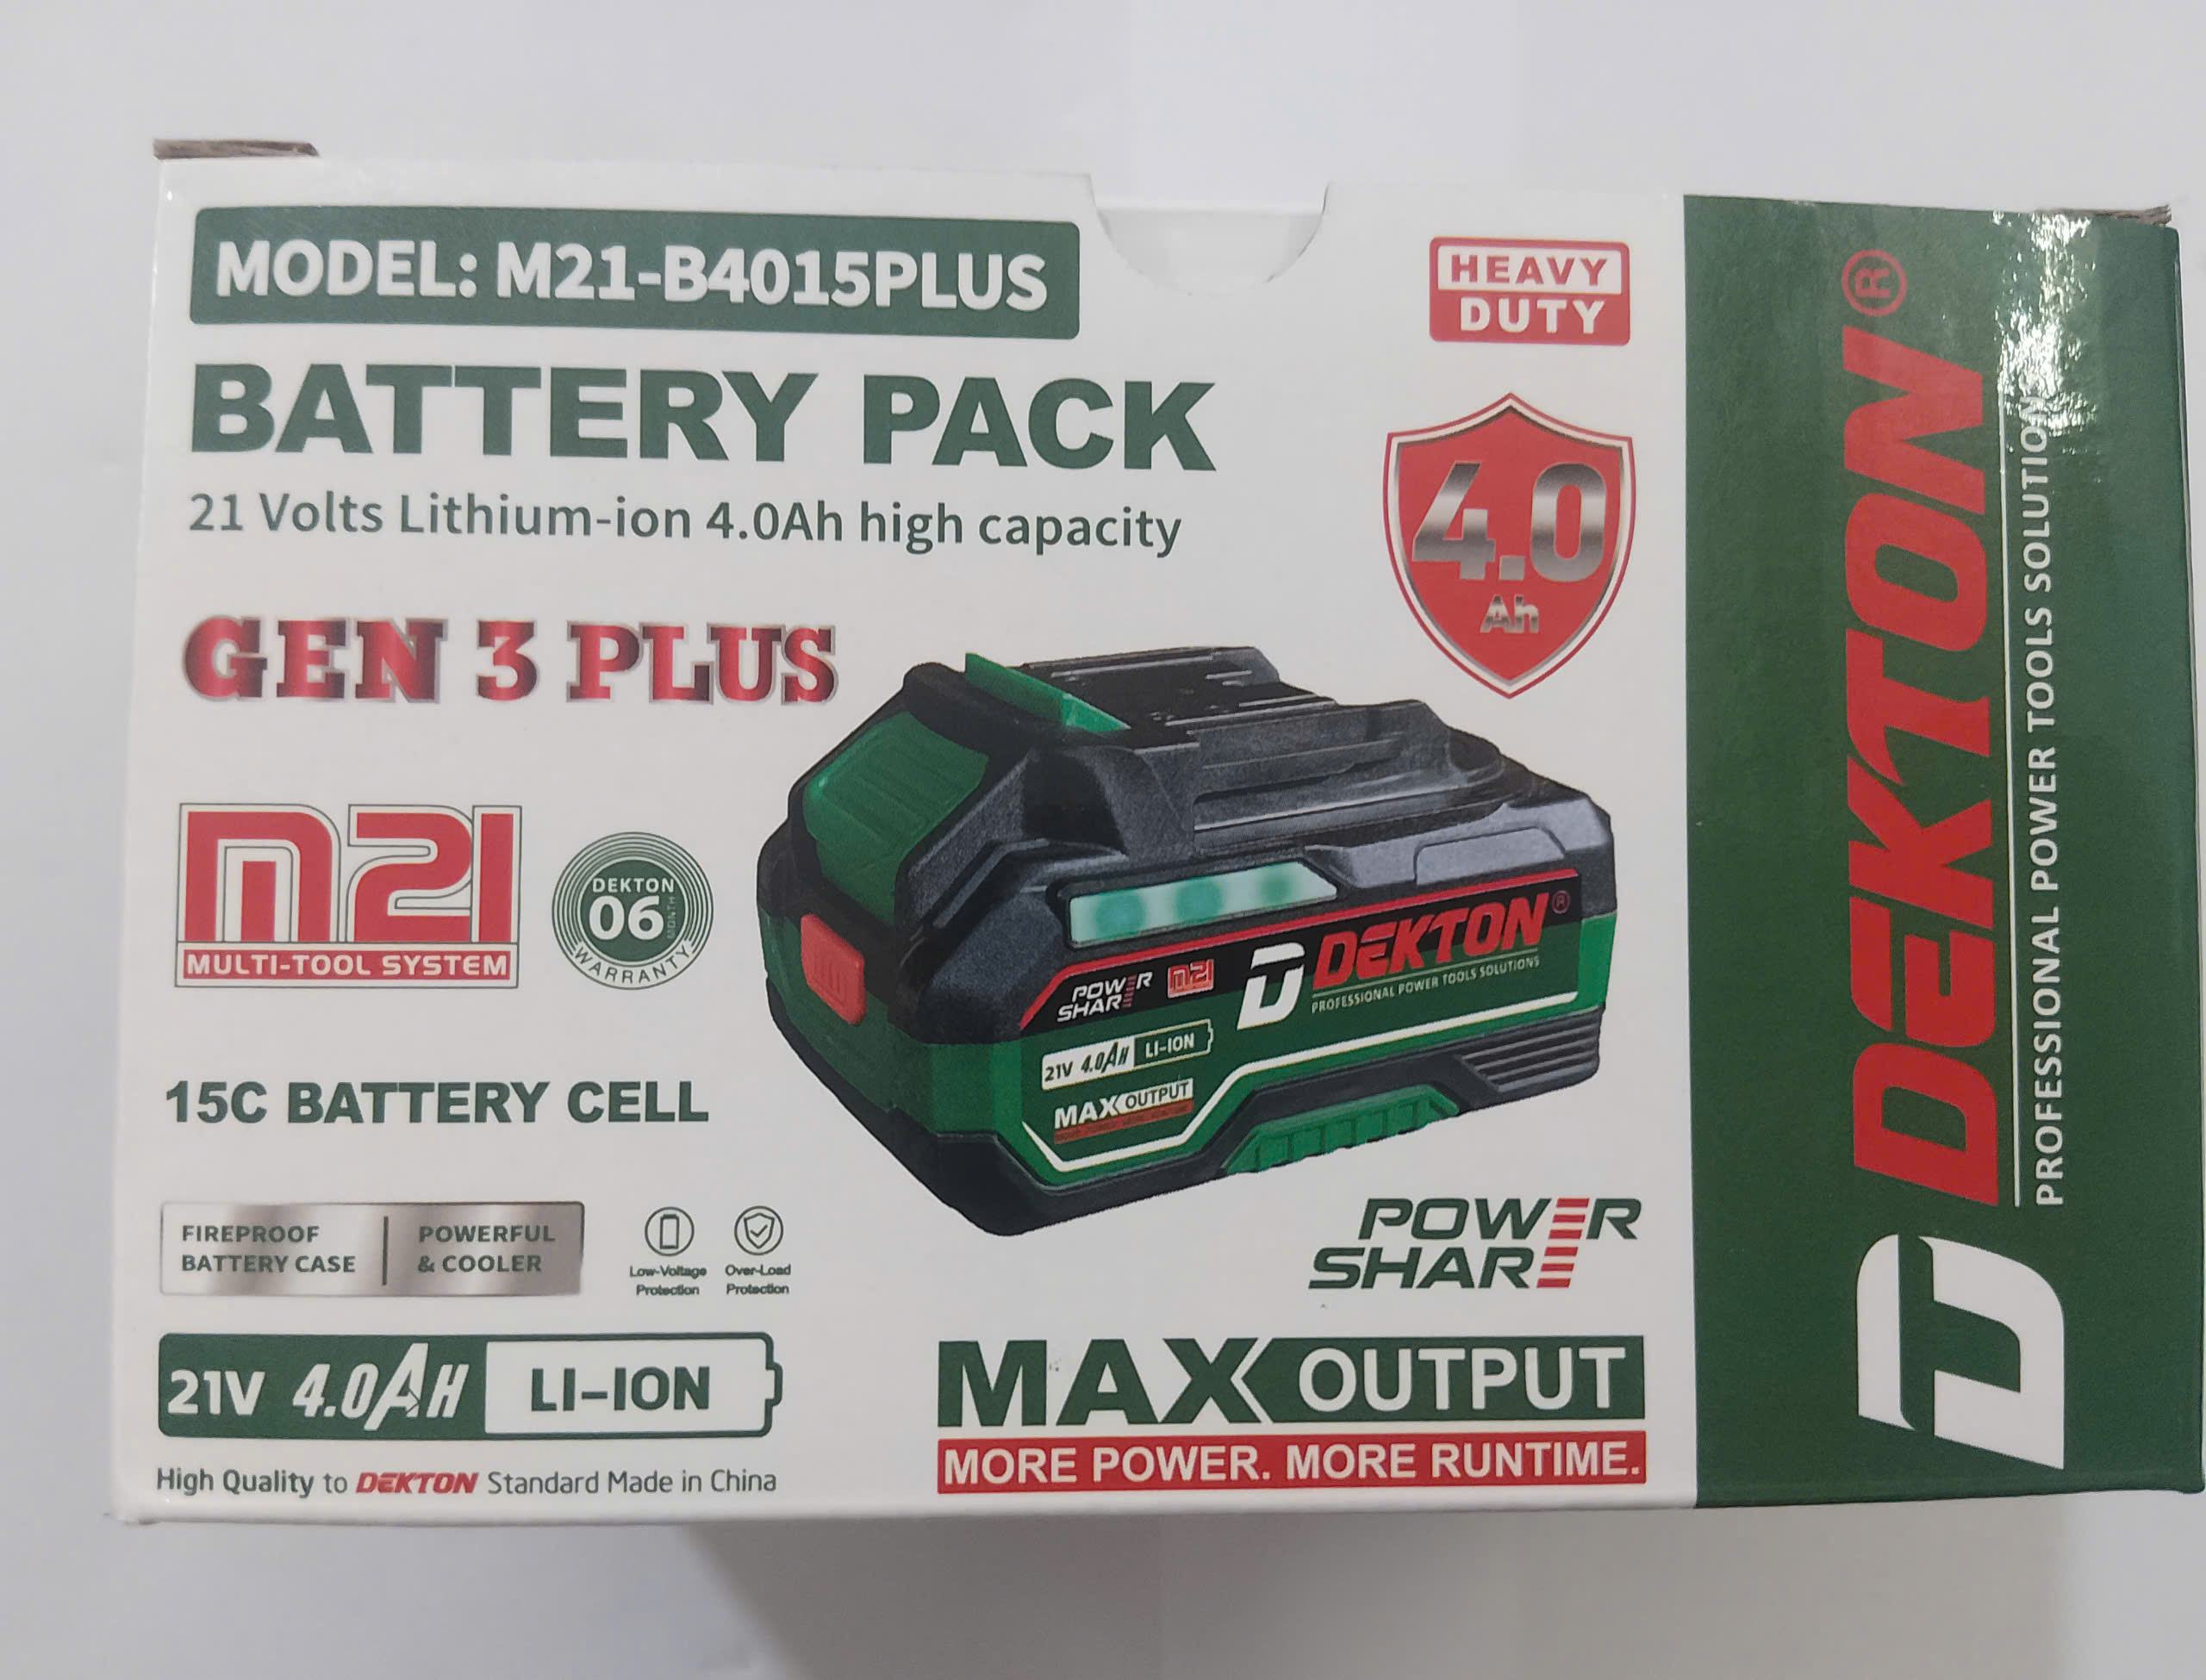 MODEL: M21-B4015PLUS
HEAVY
DUTY
BATTERY PACK
21 Volts Lithium-ion 4.0Ah high capacity
4.0
Ah
GEN 3 PLUS
M21
MULTI-TOOL SYSTEM
DEKTON
06
MONTH
WARRANTY
POWER
SHARE
M21
DEKTON®
PROFESSIONAL POWER TOOLS SOLUTIONS
21V 4.0AH LI-ION
MAX OUTPUT
15C BATTERY CELL
FIREPROOF
BATTERY CASE
POWERFUL
& COOLER
Low-Voltage
Protection
Over-Load
Protection
POWER
SHARE
21V 4.0AH LI-ION
MAX OUTPUT
MORE POWER. MORE RUNTIME.
High Quality to DEKTON Standard Made in China
DEKTON®
PROFESSIONAL POWER TOOLS SOLUTIONS